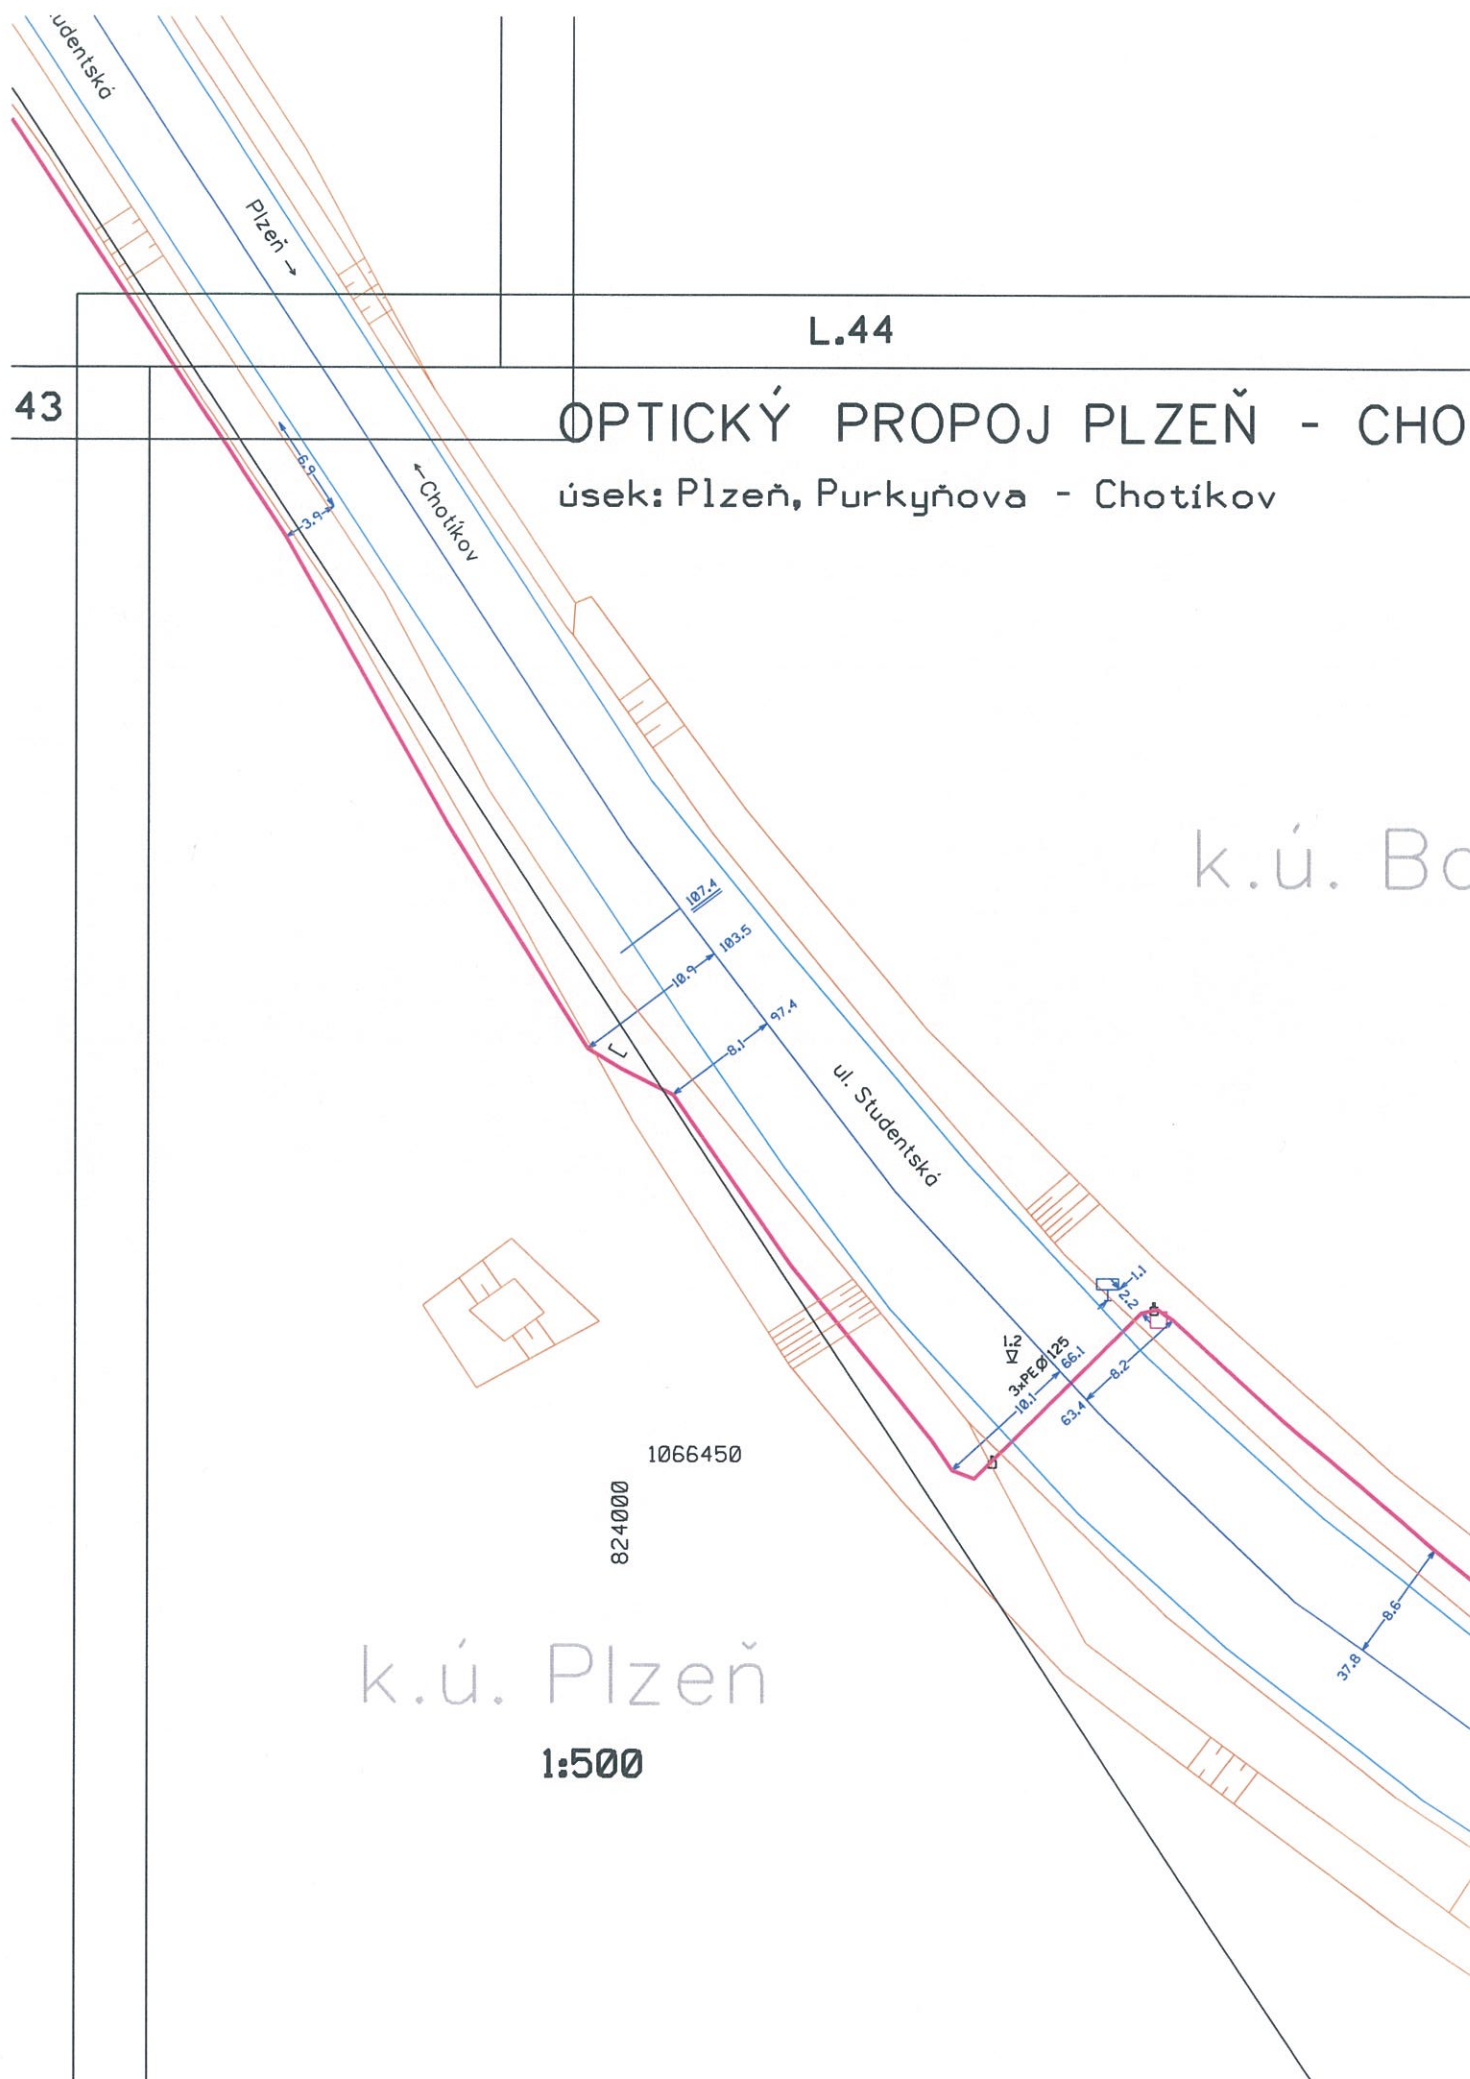 Plzeň →
L.44
43
OPTICKÝ PROPOJ PLZEŇ - CHO
úsek: Plzeň, Purkyňova - Chotíkov
6.9
3.9
←Chotíkov
k.ú. Bo
107.4
103.5
10.9
97.4
8.1
ul. Studentská
1.1
2.2
1.2
3xPEØ125
66.1
8.2
10.1
63.4
1066450
824000
8.6
37.8
k.ú. Plzeň
1:500